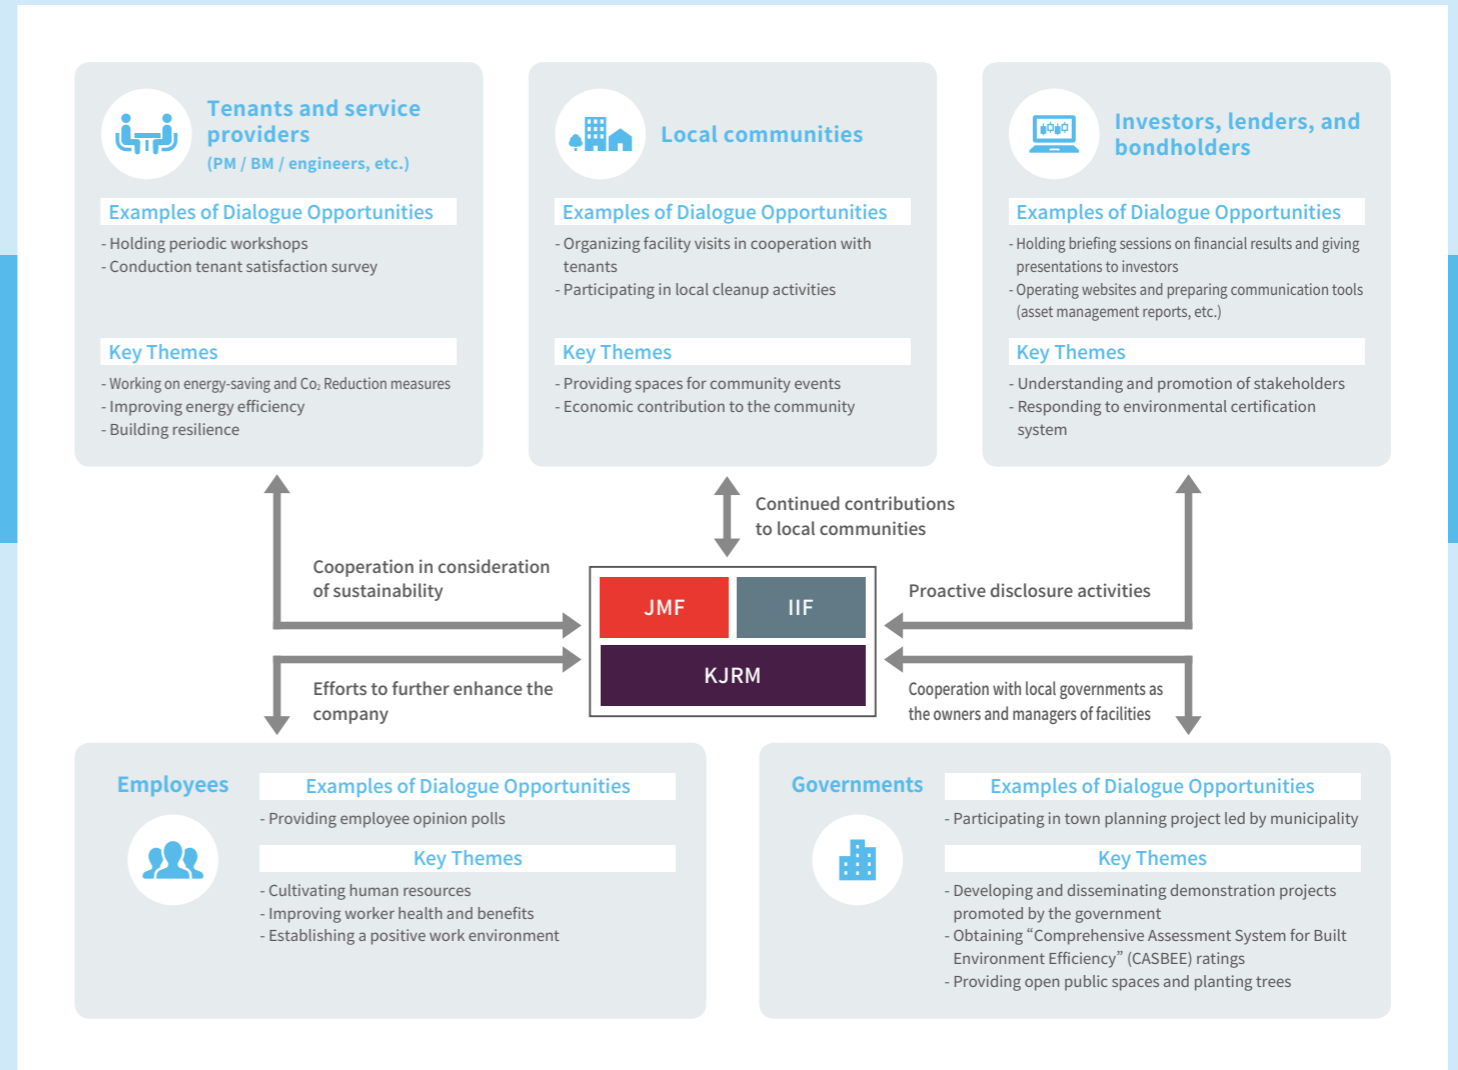 Tenants and service
providers
(PM / BM / engineers, etc.)
Examples of Dialogue Opportunities
- Holding periodic workshops
- Conduction tenant satisfaction survey
Key Themes
- Working on energy-saving and Co₂ Reduction measures
- Improving energy efficiency
- Building resilience
Local communities
Examples of Dialogue Opportunities
- Organizing facility visits in cooperation with
tenants
- Participating in local cleanup activities
Key Themes
- Providing spaces for community events
- Economic contribution to the community
Investors, lenders, and
bondholders
Examples of Dialogue Opportunities
- Holding briefing sessions on financial results and giving
presentations to investors
- Operating websites and preparing communication tools
(asset management reports, etc.)
Key Themes
- Understanding and promotion of stakeholders
- Responding to environmental certification
system
Continued contributions
to local communities
Cooperation in consideration
of sustainability
Proactive disclosure activities
JMF
IIF
KJRM
Efforts to further enhance the
company
Cooperation with local governments as
the owners and managers of facilities
Employees
Examples of Dialogue Opportunities
- Providing employee opinion polls
Key Themes
- Cultivating human resources
- Improving worker health and benefits
- Establishing a positive work environment
Governments
Examples of Dialogue Opportunities
- Participating in town planning project led by municipality
Key Themes
- Developing and disseminating demonstration projects
promoted by the government
- Obtaining “Comprehensive Assessment System for Built
Environment Efficiency” (CASBEE) ratings
- Providing open public spaces and planting trees